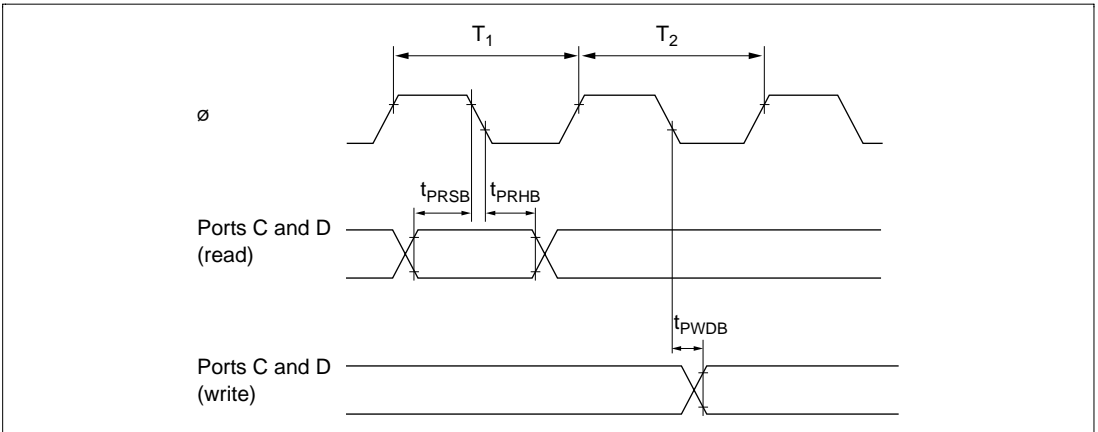 T1 T2
ø
tPRSB tPRHB
Ports C and D
(read)
tPWDB
Ports C and D
(write)